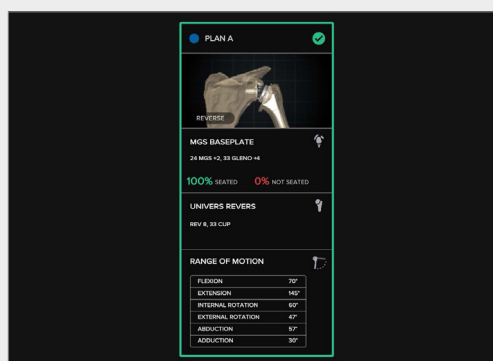 PLAN A
REVERSE
MGS BASEPLATE
24 MGS +2, 33 GLENO +4
100% SEATED 0% NOT SEATED
UNIVERS REVERS
REV 8, 33 CUP
RANGE OF MOTION
FLEXION 70°
EXTENSION 145°
INTERNAL ROTATION 60°
EXTERNAL ROTATION 47°
ABDUCTION 57°
ADDUCTION 30°